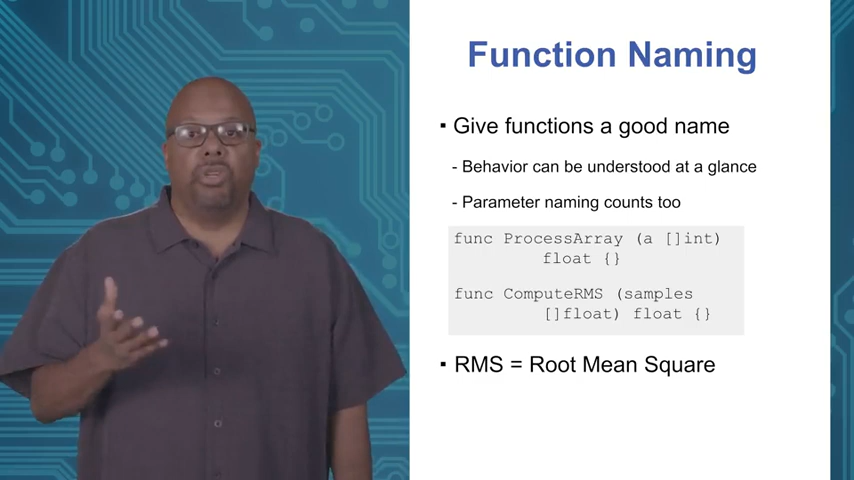 Function Naming
▪ Give functions a good name
- Behavior can be understood at a glance
- Parameter naming counts too
func ProcessArray (a []int)
float {}
func ComputeRMS (samples
[]float) float {}
▪ RMS = Root Mean Square